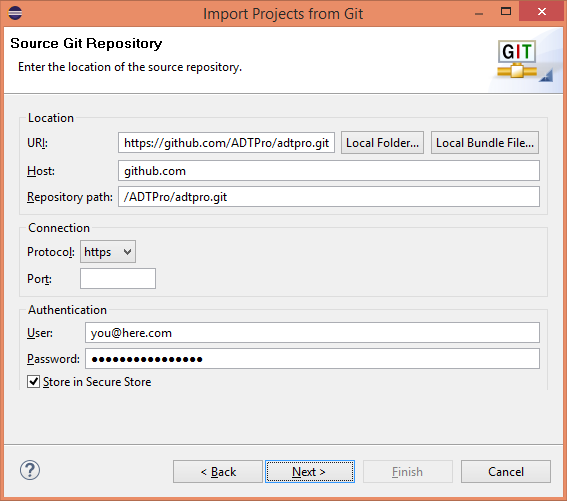 Import Projects from Git
Source Git Repository
Enter the location of the source repository.
GIT
Location
URI: https://github.com/ADTPro/adtpro.git Local Folder... Local Bundle File...
Host: github.com
Repository path: /ADTPro/adtpro.git
Connection
Protocol: https
Port:
Authentication
User: you@here.com
Password: ●●●●●●●●●●●●●●●●
Store in Secure Store
? < Back Next > Finish Cancel